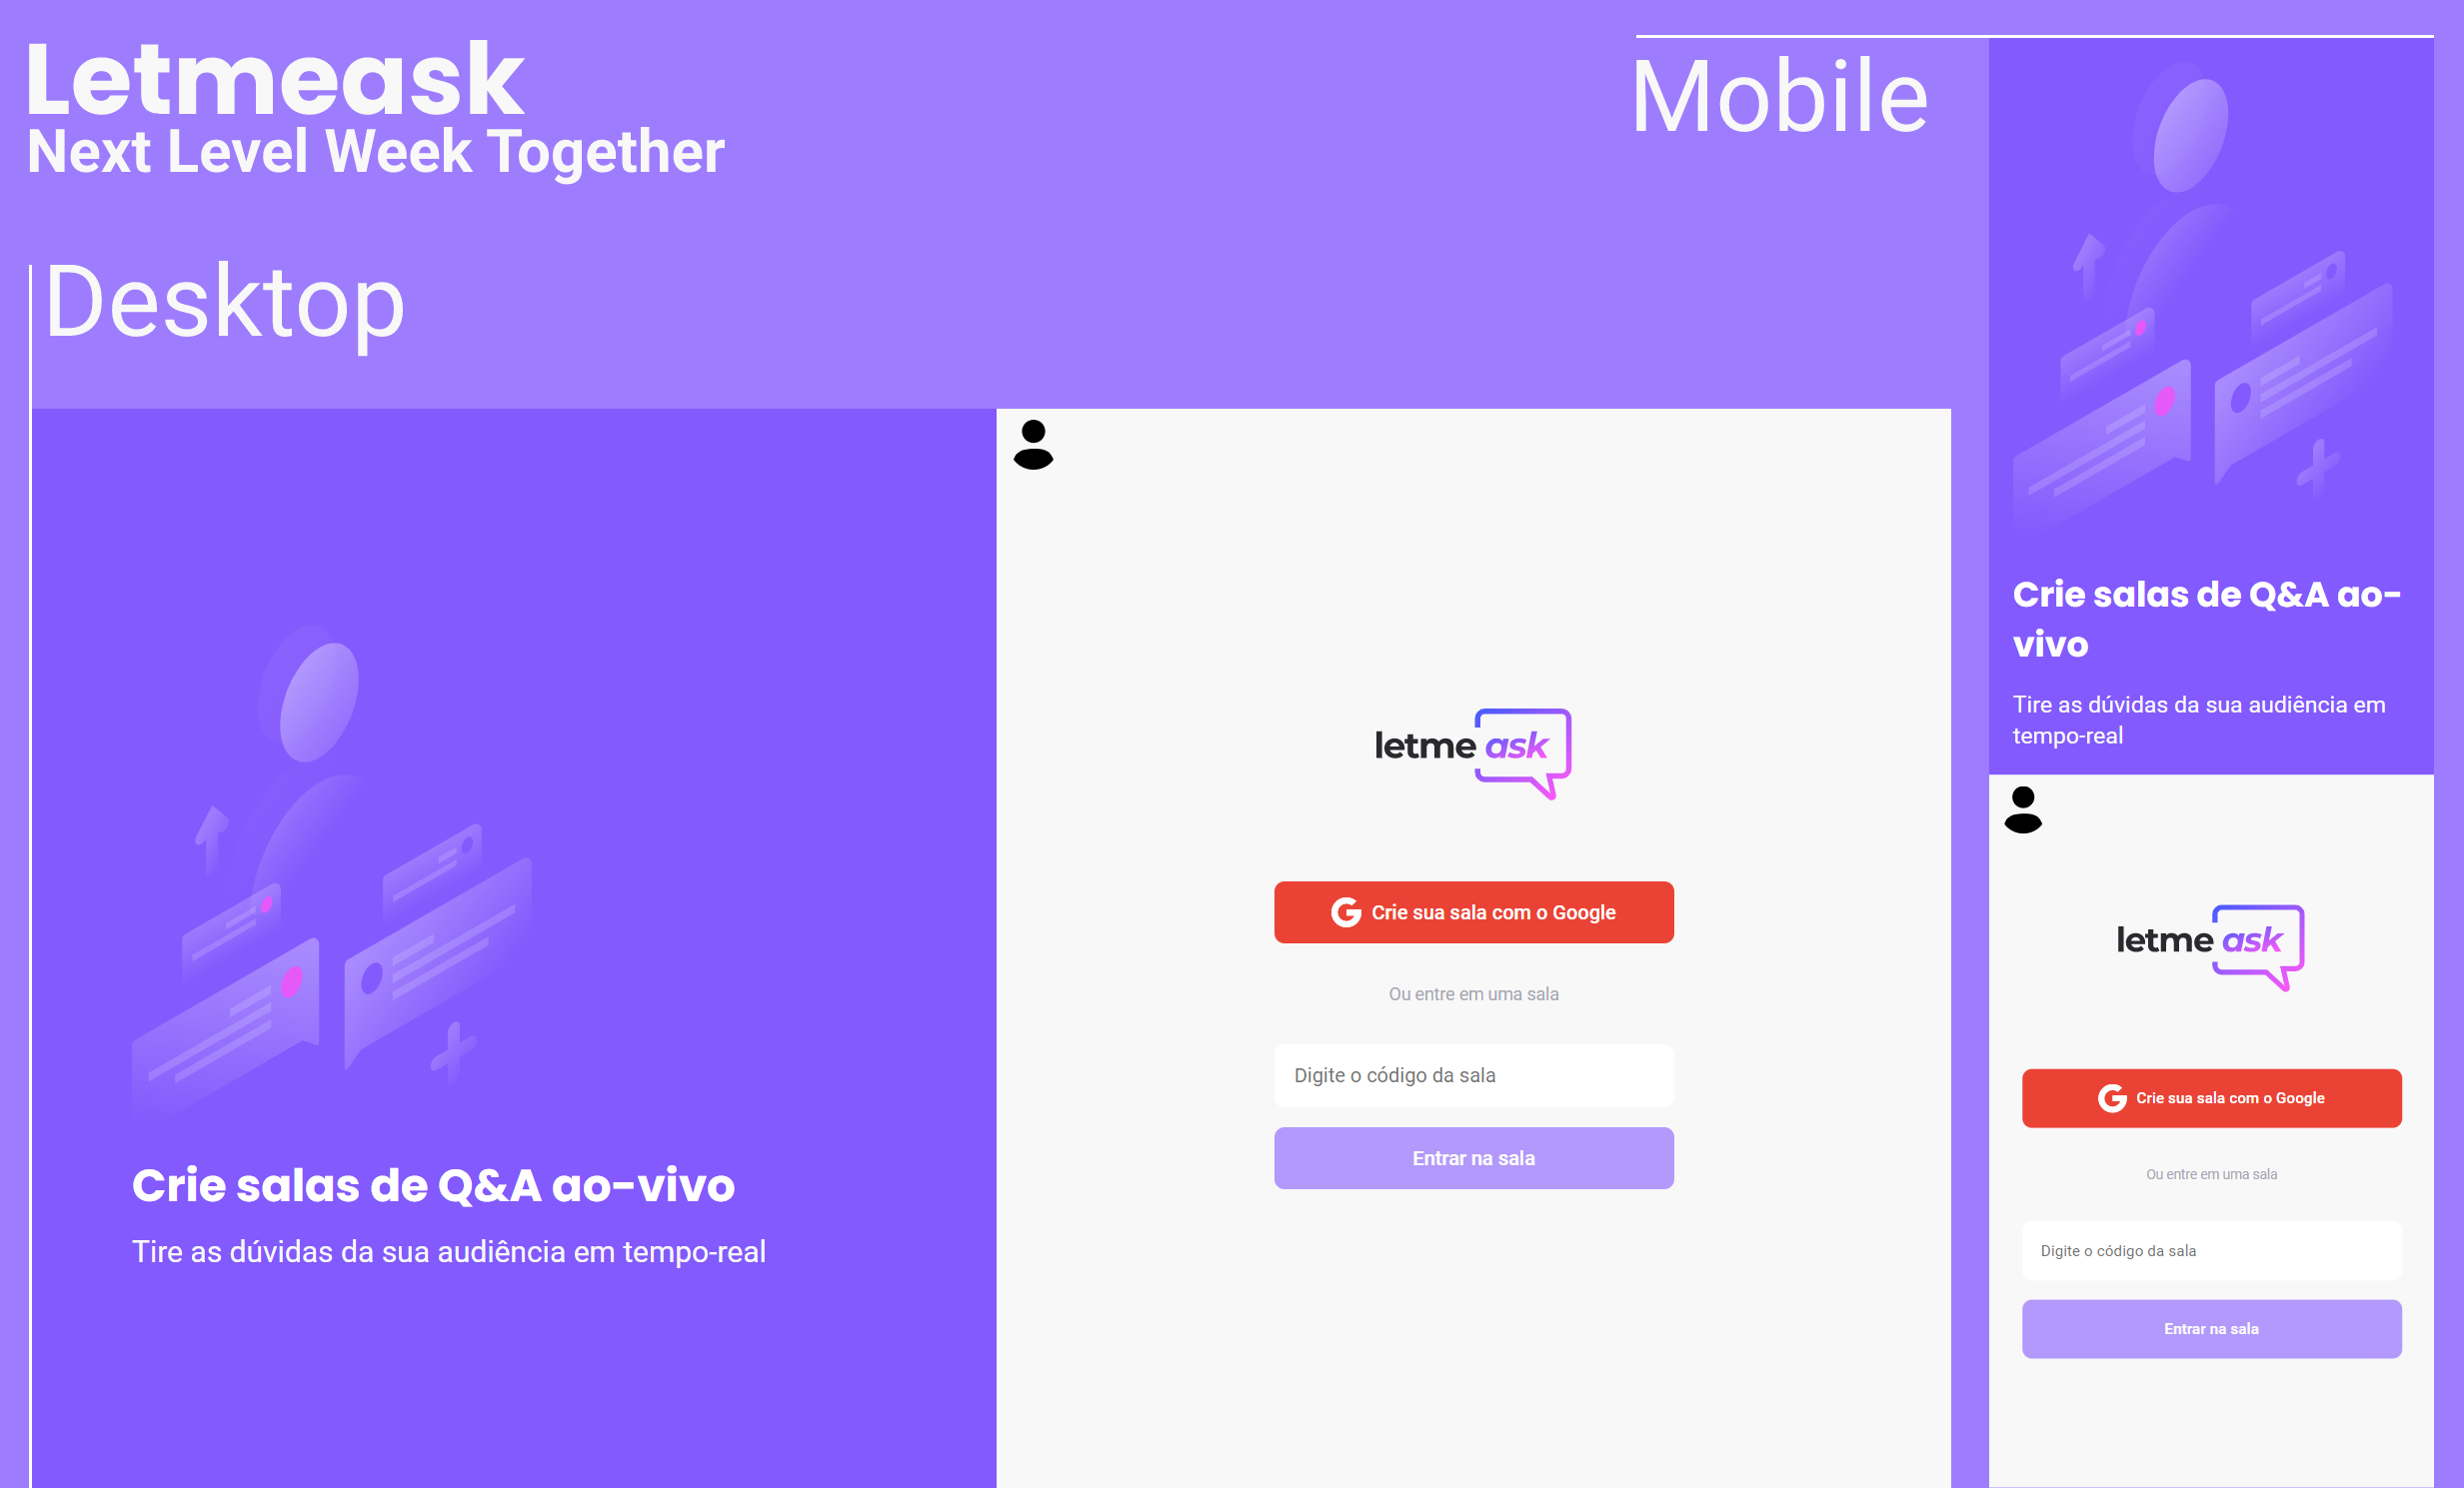 Letmeask
Next Level Week Together
Desktop
Crie salas de Q&A ao-vivo
Tire as dúvidas da sua audiência em tempo-real
letme ask
Crie sua sala com o Google
Ou entre em uma sala
Digite o código da sala
Entrar na sala
Mobile
Crie salas de Q&A ao-
vivo
Tire as dúvidas da sua audiência em
tempo-real
letme ask
Crie sua sala com o Google
Ou entre em uma sala
Digite o código da sala
Entrar na sala